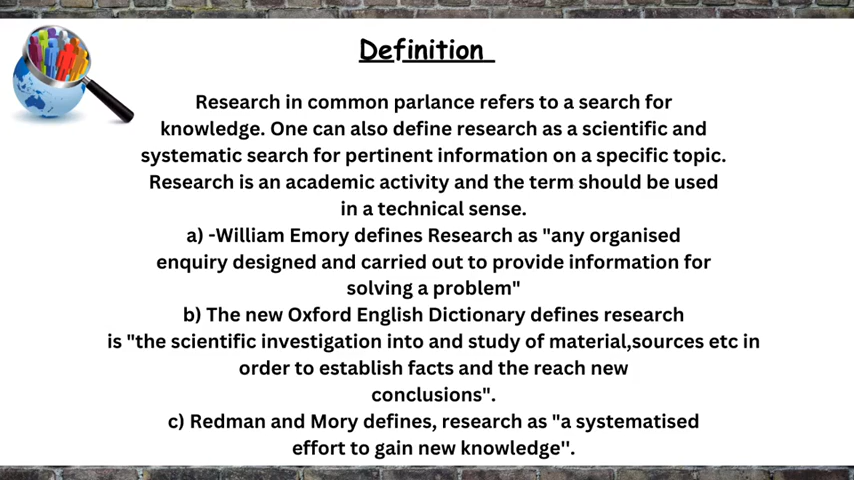 Definition
Research in common parlance refers to a search for
knowledge. One can also define research as a scientific and
systematic search for pertinent information on a specific topic.
Research is an academic activity and the term should be used
in a technical sense.
a) -William Emory defines Research as "any organised
enquiry designed and carried out to provide information for
solving a problem"
b) The new Oxford English Dictionary defines research
is "the scientific investigation into and study of material,sources etc in
order to establish facts and the reach new
conclusions".
c) Redman and Mory defines, research as "a systematised
effort to gain new knowledge''.